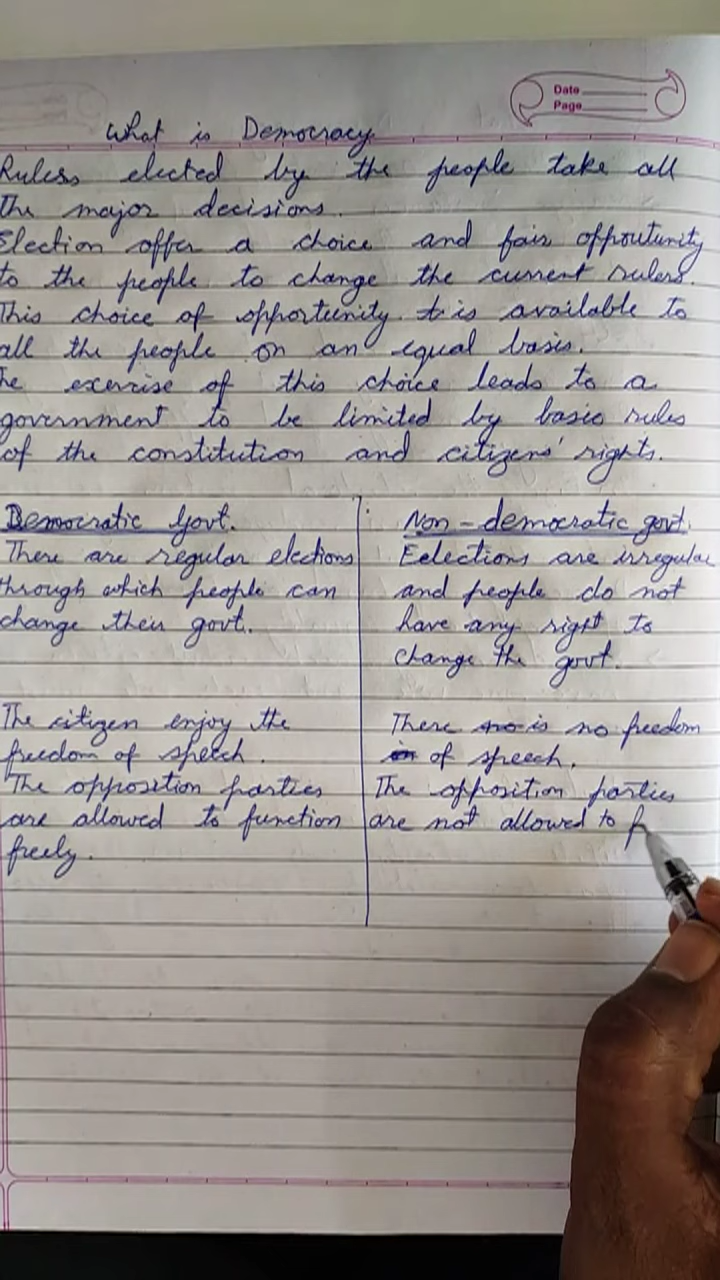 Date
Page
What is Democracy
Rulers elected by the people take all
the major decisions.
Election offer a choice and fair opportunity
to the people to change the current rulers.
This choice of opportunity. is available to
all the people on an equal basis.
he exercise of this choice leads to a
government to be limited by basic rules
of the constitution and citizens' rights.
Democratic Govt.
There are regular elections
through which people can
change their govt.
The citizen enjoy the
freedom of speech.
The opposition parties
are allowed to function
freely.
Non-democratic govt.
Eelections are irregular
and people do not
have any right to
change the govt.
There is no freedom
of speech.
The opposition parties
are not allowed to f